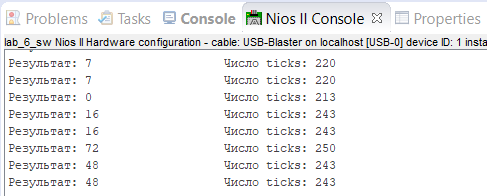 Problems Tasks Console Nios II Console Properties
lab_6_sw Nios II Hardware configuration - cable: USB-Blaster on localhost [USB-0] device ID: 1 insta
Результат: 7 Число ticks: 220
Результат: 7 Число ticks: 220
Результат: 0 Число ticks: 213
Результат: 16 Число ticks: 243
Результат: 16 Число ticks: 243
Результат: 72 Число ticks: 250
Результат: 48 Число ticks: 243
Результат: 48 Число ticks: 243